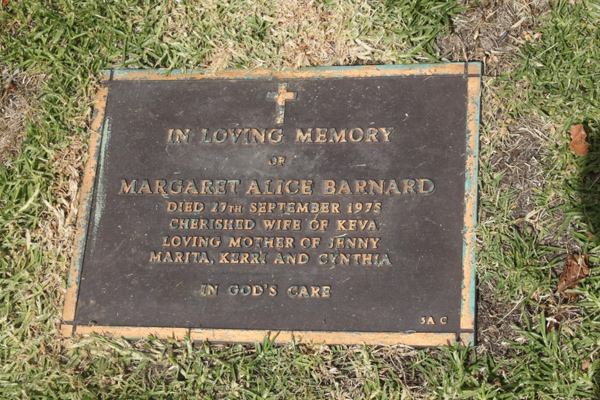 IN LOVING MEMORY
OF
MARGARET ALICE BARNARD
DIED 27TH SEPTEMBER 1975
CHERISHED WIFE OF KEVA
LOVING MOTHER OF JENNY
MARITA, KERRI AND CYNTHIA
IN GOD'S CARE
3A C